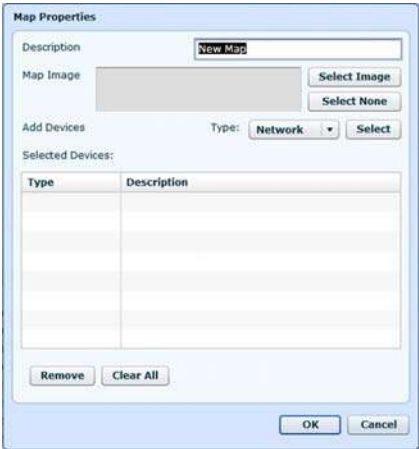 Map Properties
Description New Map
Map Image Select Image
Select None
Add Devices Type: Network Select
Selected Devices:
Type Description
Remove Clear All
OK Cancel